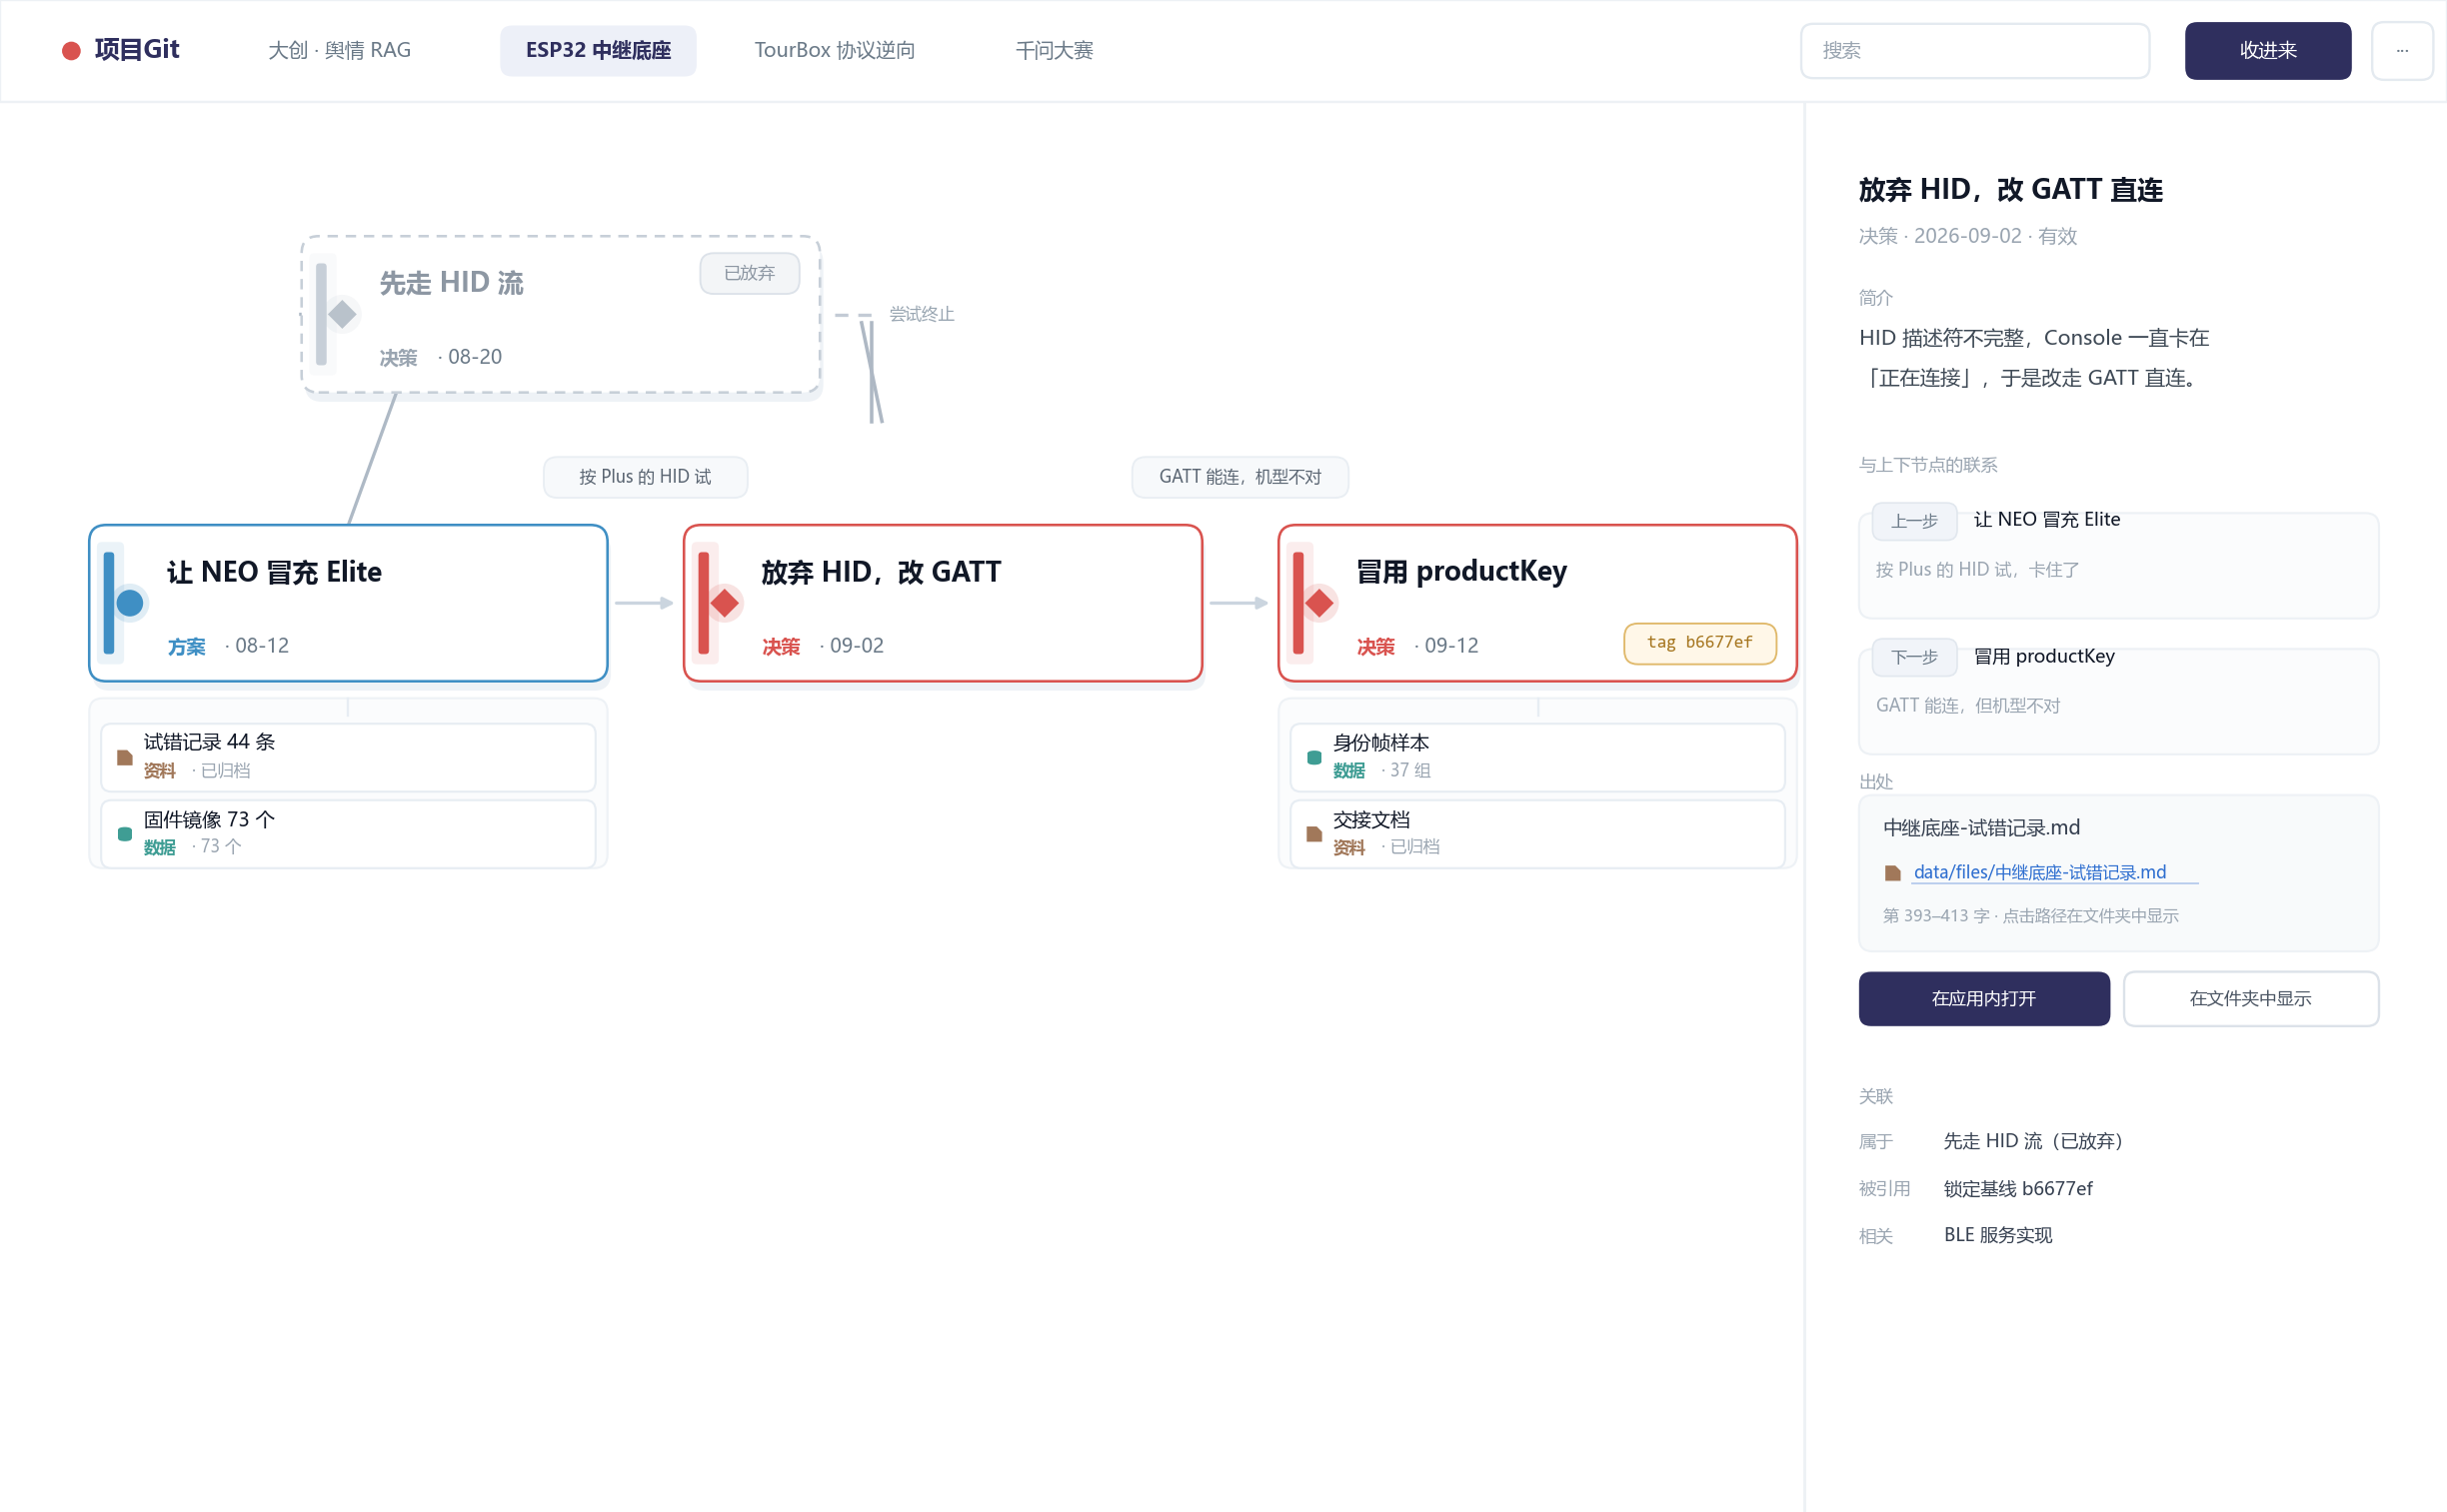 项目Git
大创 · 舆情 RAG
ESP32 中继底座
TourBox 协议逆向
千问大赛
搜索
收进来
...
先走 HID 流
已放弃
决策 · 08-20
尝试终止
按 Plus 的 HID 试
GATT 能连，机型不对
让 NEO 冒充 Elite
方案 · 08-12
放弃 HID，改 GATT
决策 · 09-02
冒用 productKey
决策 · 09-12
tag b6677ef
试错记录 44 条
资料 · 已归档
固件镜像 73 个
数据 · 73 个
身份帧样本
数据 · 37 组
交接文档
资料 · 已归档
放弃 HID，改 GATT 直连
决策 · 2026-09-02 · 有效
简介
HID 描述符不完整，Console 一直卡在
「正在连接」，于是改走 GATT 直连。
与上下节点的联系
上一步 让 NEO 冒充 Elite
按 Plus 的 HID 试，卡住了
下一步 冒用 productKey
GATT 能连，但机型不对
出处
中继底座-试错记录.md
data/files/中继底座-试错记录.md
第 393–413 字 · 点击路径在文件夹中显示
在应用内打开
在文件夹中显示
关联
属于 先走 HID 流（已放弃）
被引用 锁定基线 b6677ef
相关 BLE 服务实现